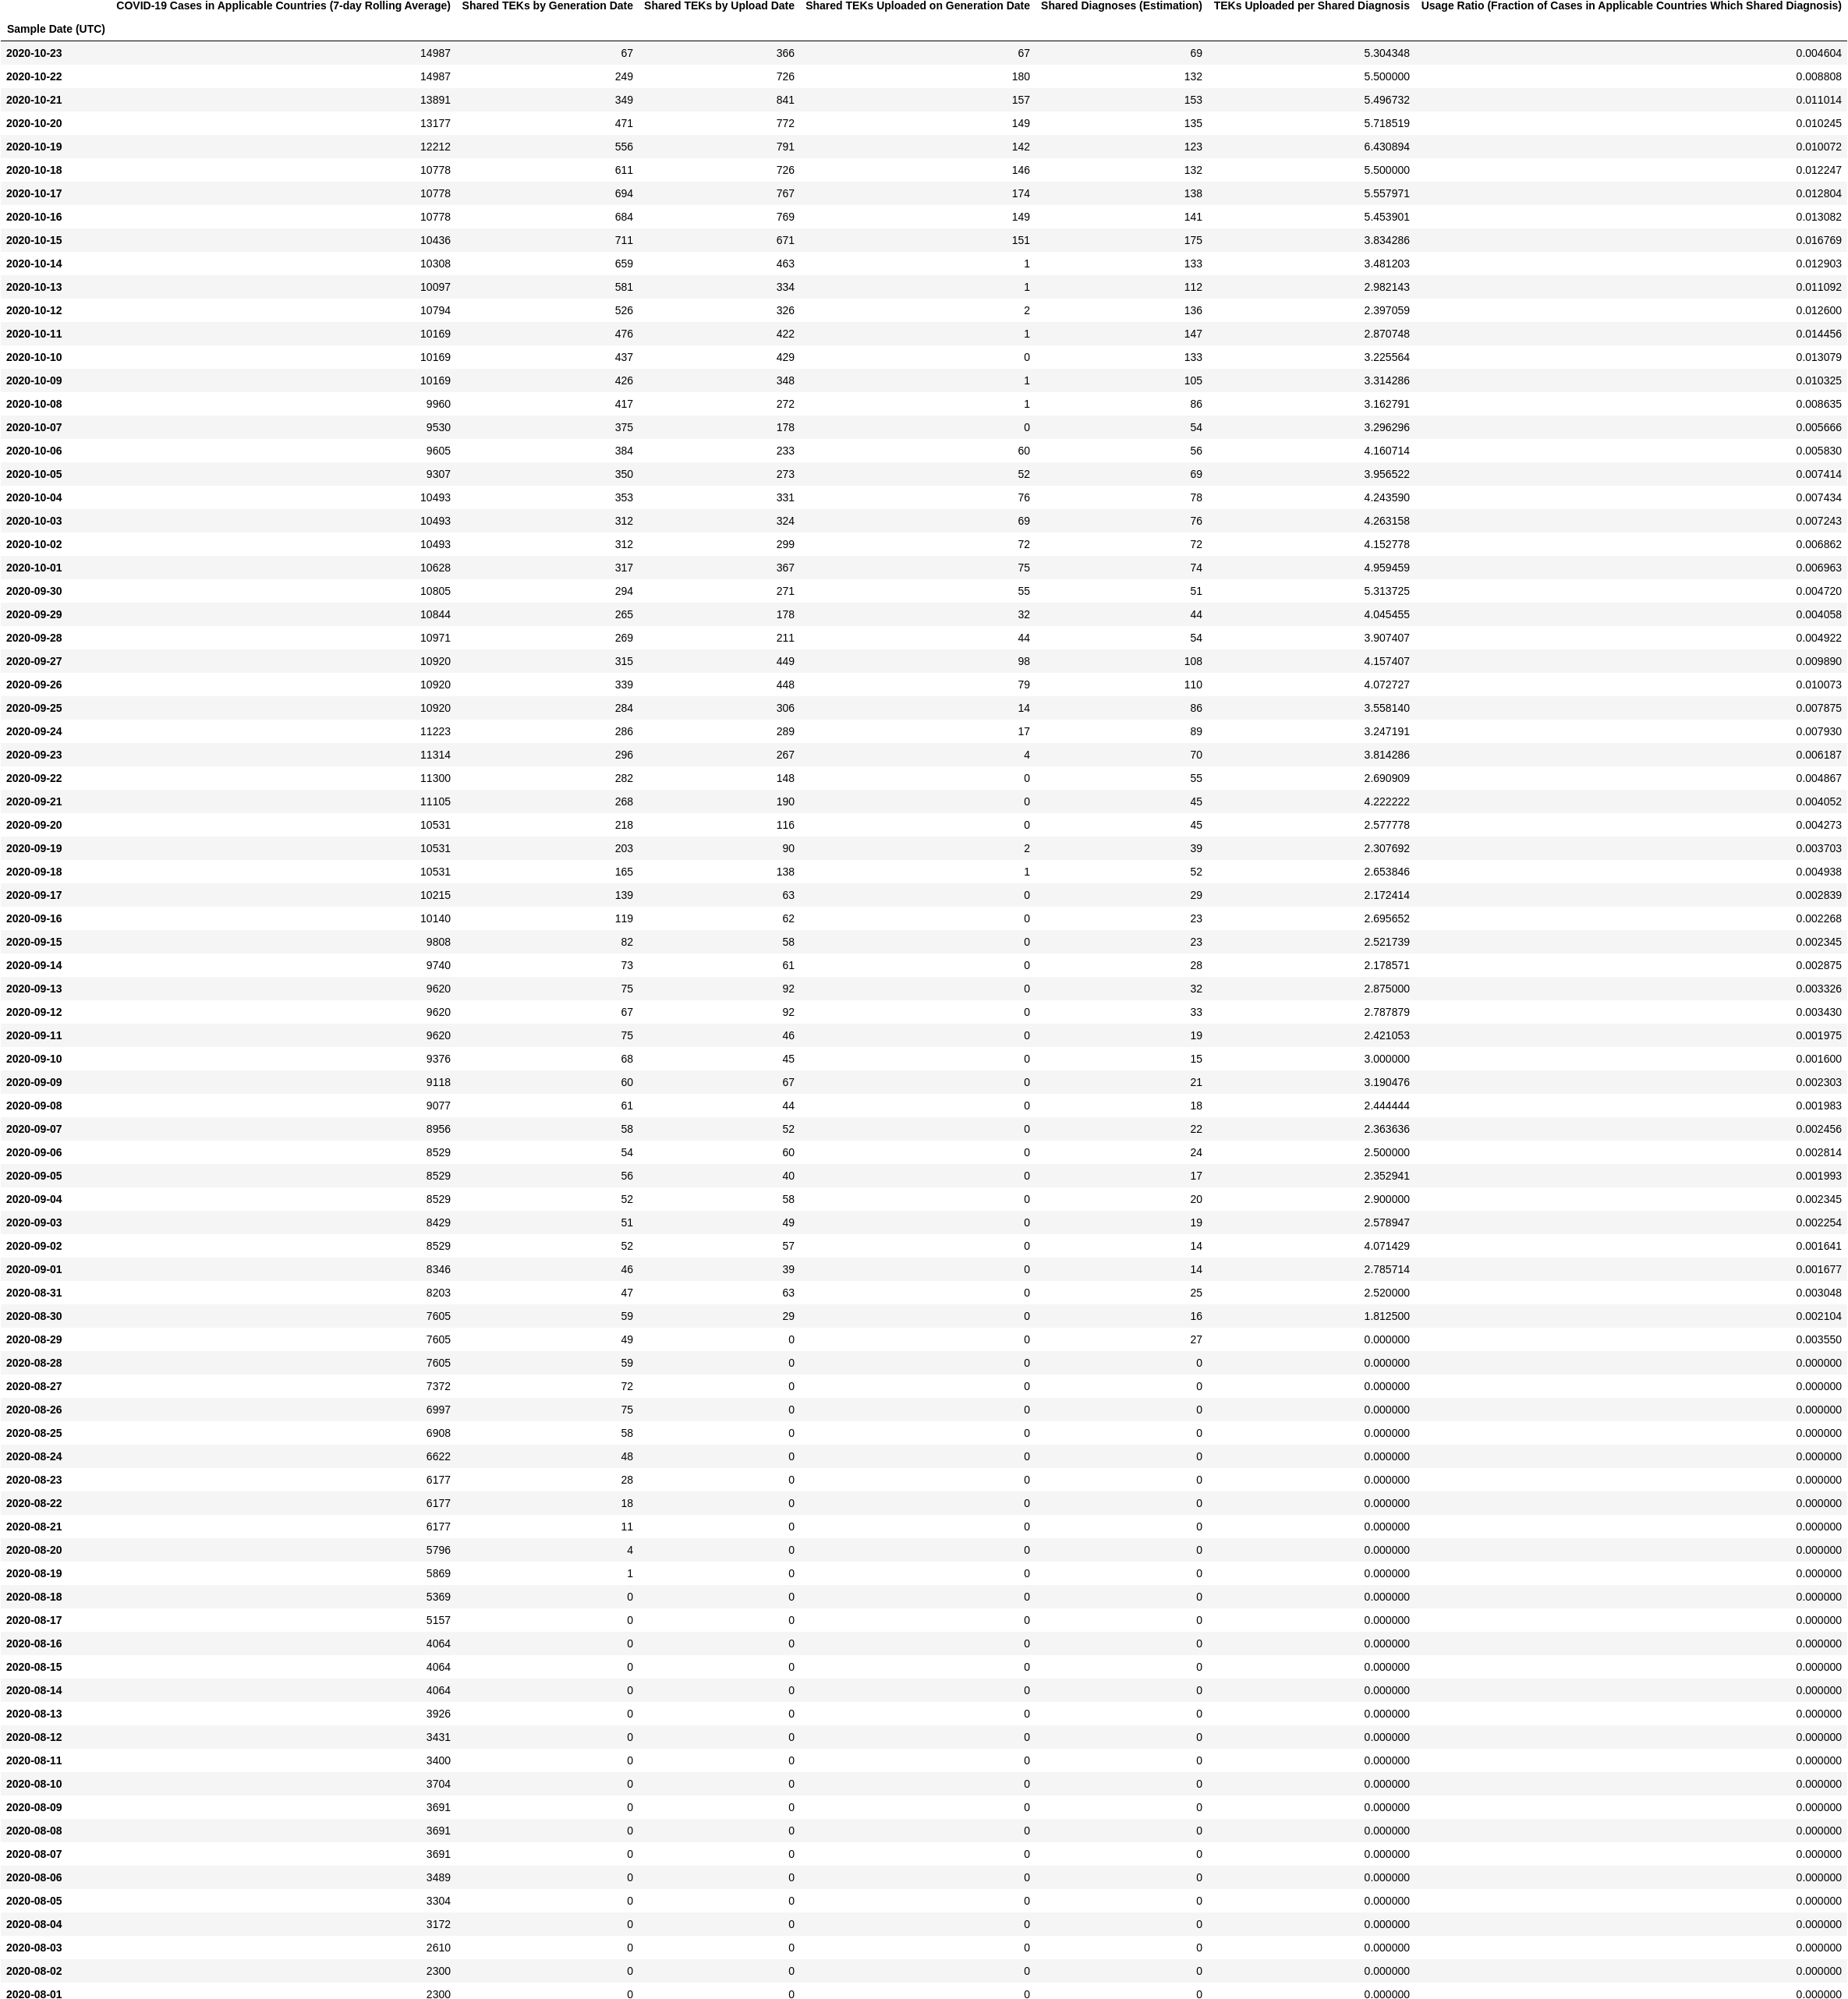 COVID-19 Cases in Applicable Countries (7-day Rolling Average) Shared TEKs by Generation Date Shared TEKs by Upload Date Shared TEKs Uploaded on Generation Date Shared Diagnoses (Estimation) TEKs Uploaded per Shared Diagnosis Usage Ratio (Fraction of Cases in Applicable Countries Which Shared Diagnosis)
Sample Date (UTC)
2020-10-23 14987 67 366 67 69 5.304348 0.004604
2020-10-22 14987 249 726 180 132 5.500000 0.008808
2020-10-21 13891 349 841 157 153 5.496732 0.011014
2020-10-20 13177 471 772 149 135 5.718519 0.010245
2020-10-19 12212 556 791 142 123 6.430894 0.010072
2020-10-18 10778 611 726 146 132 5.500000 0.012247
2020-10-17 10778 694 767 174 138 5.557971 0.012804
2020-10-16 10778 684 769 149 141 5.453901 0.013082
2020-10-15 10436 711 671 151 175 3.834286 0.016769
2020-10-14 10308 659 463 1 133 3.481203 0.012903
2020-10-13 10097 581 334 1 112 2.982143 0.011092
2020-10-12 10794 526 326 2 136 2.397059 0.012600
2020-10-11 10169 476 422 1 147 2.870748 0.014456
2020-10-10 10169 437 429 0 133 3.225564 0.013079
2020-10-09 10169 426 348 1 105 3.314286 0.010325
2020-10-08 9960 417 272 1 86 3.162791 0.008635
2020-10-07 9530 375 178 0 54 3.296296 0.005666
2020-10-06 9605 384 233 60 56 4.160714 0.005830
2020-10-05 9307 350 273 52 69 3.956522 0.007414
2020-10-04 10493 353 331 76 78 4.243590 0.007434
2020-10-03 10493 312 324 69 76 4.263158 0.007243
2020-10-02 10493 312 299 72 72 4.152778 0.006862
2020-10-01 10628 317 367 75 74 4.959459 0.006963
2020-09-30 10805 294 271 55 51 5.313725 0.004720
2020-09-29 10844 265 178 32 44 4.045455 0.004058
2020-09-28 10971 269 211 44 54 3.907407 0.004922
2020-09-27 10920 315 449 98 108 4.157407 0.009890
2020-09-26 10920 339 448 79 110 4.072727 0.010073
2020-09-25 10920 284 306 14 86 3.558140 0.007875
2020-09-24 11223 286 289 17 89 3.247191 0.007930
2020-09-23 11314 296 267 4 70 3.814286 0.006187
2020-09-22 11300 282 148 0 55 2.690909 0.004867
2020-09-21 11105 268 190 0 45 4.222222 0.004052
2020-09-20 10531 218 116 0 45 2.577778 0.004273
2020-09-19 10531 203 90 2 39 2.307692 0.003703
2020-09-18 10531 165 138 1 52 2.653846 0.004938
2020-09-17 10215 139 63 0 29 2.172414 0.002839
2020-09-16 10140 119 62 0 23 2.695652 0.002268
2020-09-15 9808 82 58 0 23 2.521739 0.002345
2020-09-14 9740 73 61 0 28 2.178571 0.002875
2020-09-13 9620 75 92 0 32 2.875000 0.003326
2020-09-12 9620 67 92 0 33 2.787879 0.003430
2020-09-11 9620 75 46 0 19 2.421053 0.001975
2020-09-10 9376 68 45 0 15 3.000000 0.001600
2020-09-09 9118 60 67 0 21 3.190476 0.002303
2020-09-08 9077 61 44 0 18 2.444444 0.001983
2020-09-07 8956 58 52 0 22 2.363636 0.002456
2020-09-06 8529 54 60 0 24 2.500000 0.002814
2020-09-05 8529 56 40 0 17 2.352941 0.001993
2020-09-04 8529 52 58 0 20 2.900000 0.002345
2020-09-03 8429 51 49 0 19 2.578947 0.002254
2020-09-02 8529 52 57 0 14 4.071429 0.001641
2020-09-01 8346 46 39 0 14 2.785714 0.001677
2020-08-31 8203 47 63 0 25 2.520000 0.003048
2020-08-30 7605 59 29 0 16 1.812500 0.002104
2020-08-29 7605 49 0 0 27 0.000000 0.003550
2020-08-28 7605 59 0 0 0 0.000000 0.000000
2020-08-27 7372 72 0 0 0 0.000000 0.000000
2020-08-26 6997 75 0 0 0 0.000000 0.000000
2020-08-25 6908 58 0 0 0 0.000000 0.000000
2020-08-24 6622 48 0 0 0 0.000000 0.000000
2020-08-23 6177 28 0 0 0 0.000000 0.000000
2020-08-22 6177 18 0 0 0 0.000000 0.000000
2020-08-21 6177 11 0 0 0 0.000000 0.000000
2020-08-20 5796 4 0 0 0 0.000000 0.000000
2020-08-19 5869 1 0 0 0 0.000000 0.000000
2020-08-18 5369 0 0 0 0 0.000000 0.000000
2020-08-17 5157 0 0 0 0 0.000000 0.000000
2020-08-16 4064 0 0 0 0 0.000000 0.000000
2020-08-15 4064 0 0 0 0 0.000000 0.000000
2020-08-14 4064 0 0 0 0 0.000000 0.000000
2020-08-13 3926 0 0 0 0 0.000000 0.000000
2020-08-12 3431 0 0 0 0 0.000000 0.000000
2020-08-11 3400 0 0 0 0 0.000000 0.000000
2020-08-10 3704 0 0 0 0 0.000000 0.000000
2020-08-09 3691 0 0 0 0 0.000000 0.000000
2020-08-08 3691 0 0 0 0 0.000000 0.000000
2020-08-07 3691 0 0 0 0 0.000000 0.000000
2020-08-06 3489 0 0 0 0 0.000000 0.000000
2020-08-05 3304 0 0 0 0 0.000000 0.000000
2020-08-04 3172 0 0 0 0 0.000000 0.000000
2020-08-03 2610 0 0 0 0 0.000000 0.000000
2020-08-02 2300 0 0 0 0 0.000000 0.000000
2020-08-01 2300 0 0 0 0 0.000000 0.000000